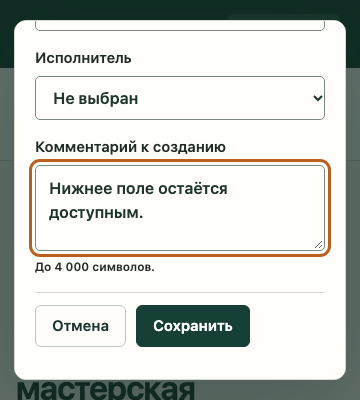 Исполнитель
Не выбран
Комментарий к созданию
Нижнее поле остаётся
доступным.
До 4 000 символов.
Отмена
Сохранить
мастерская